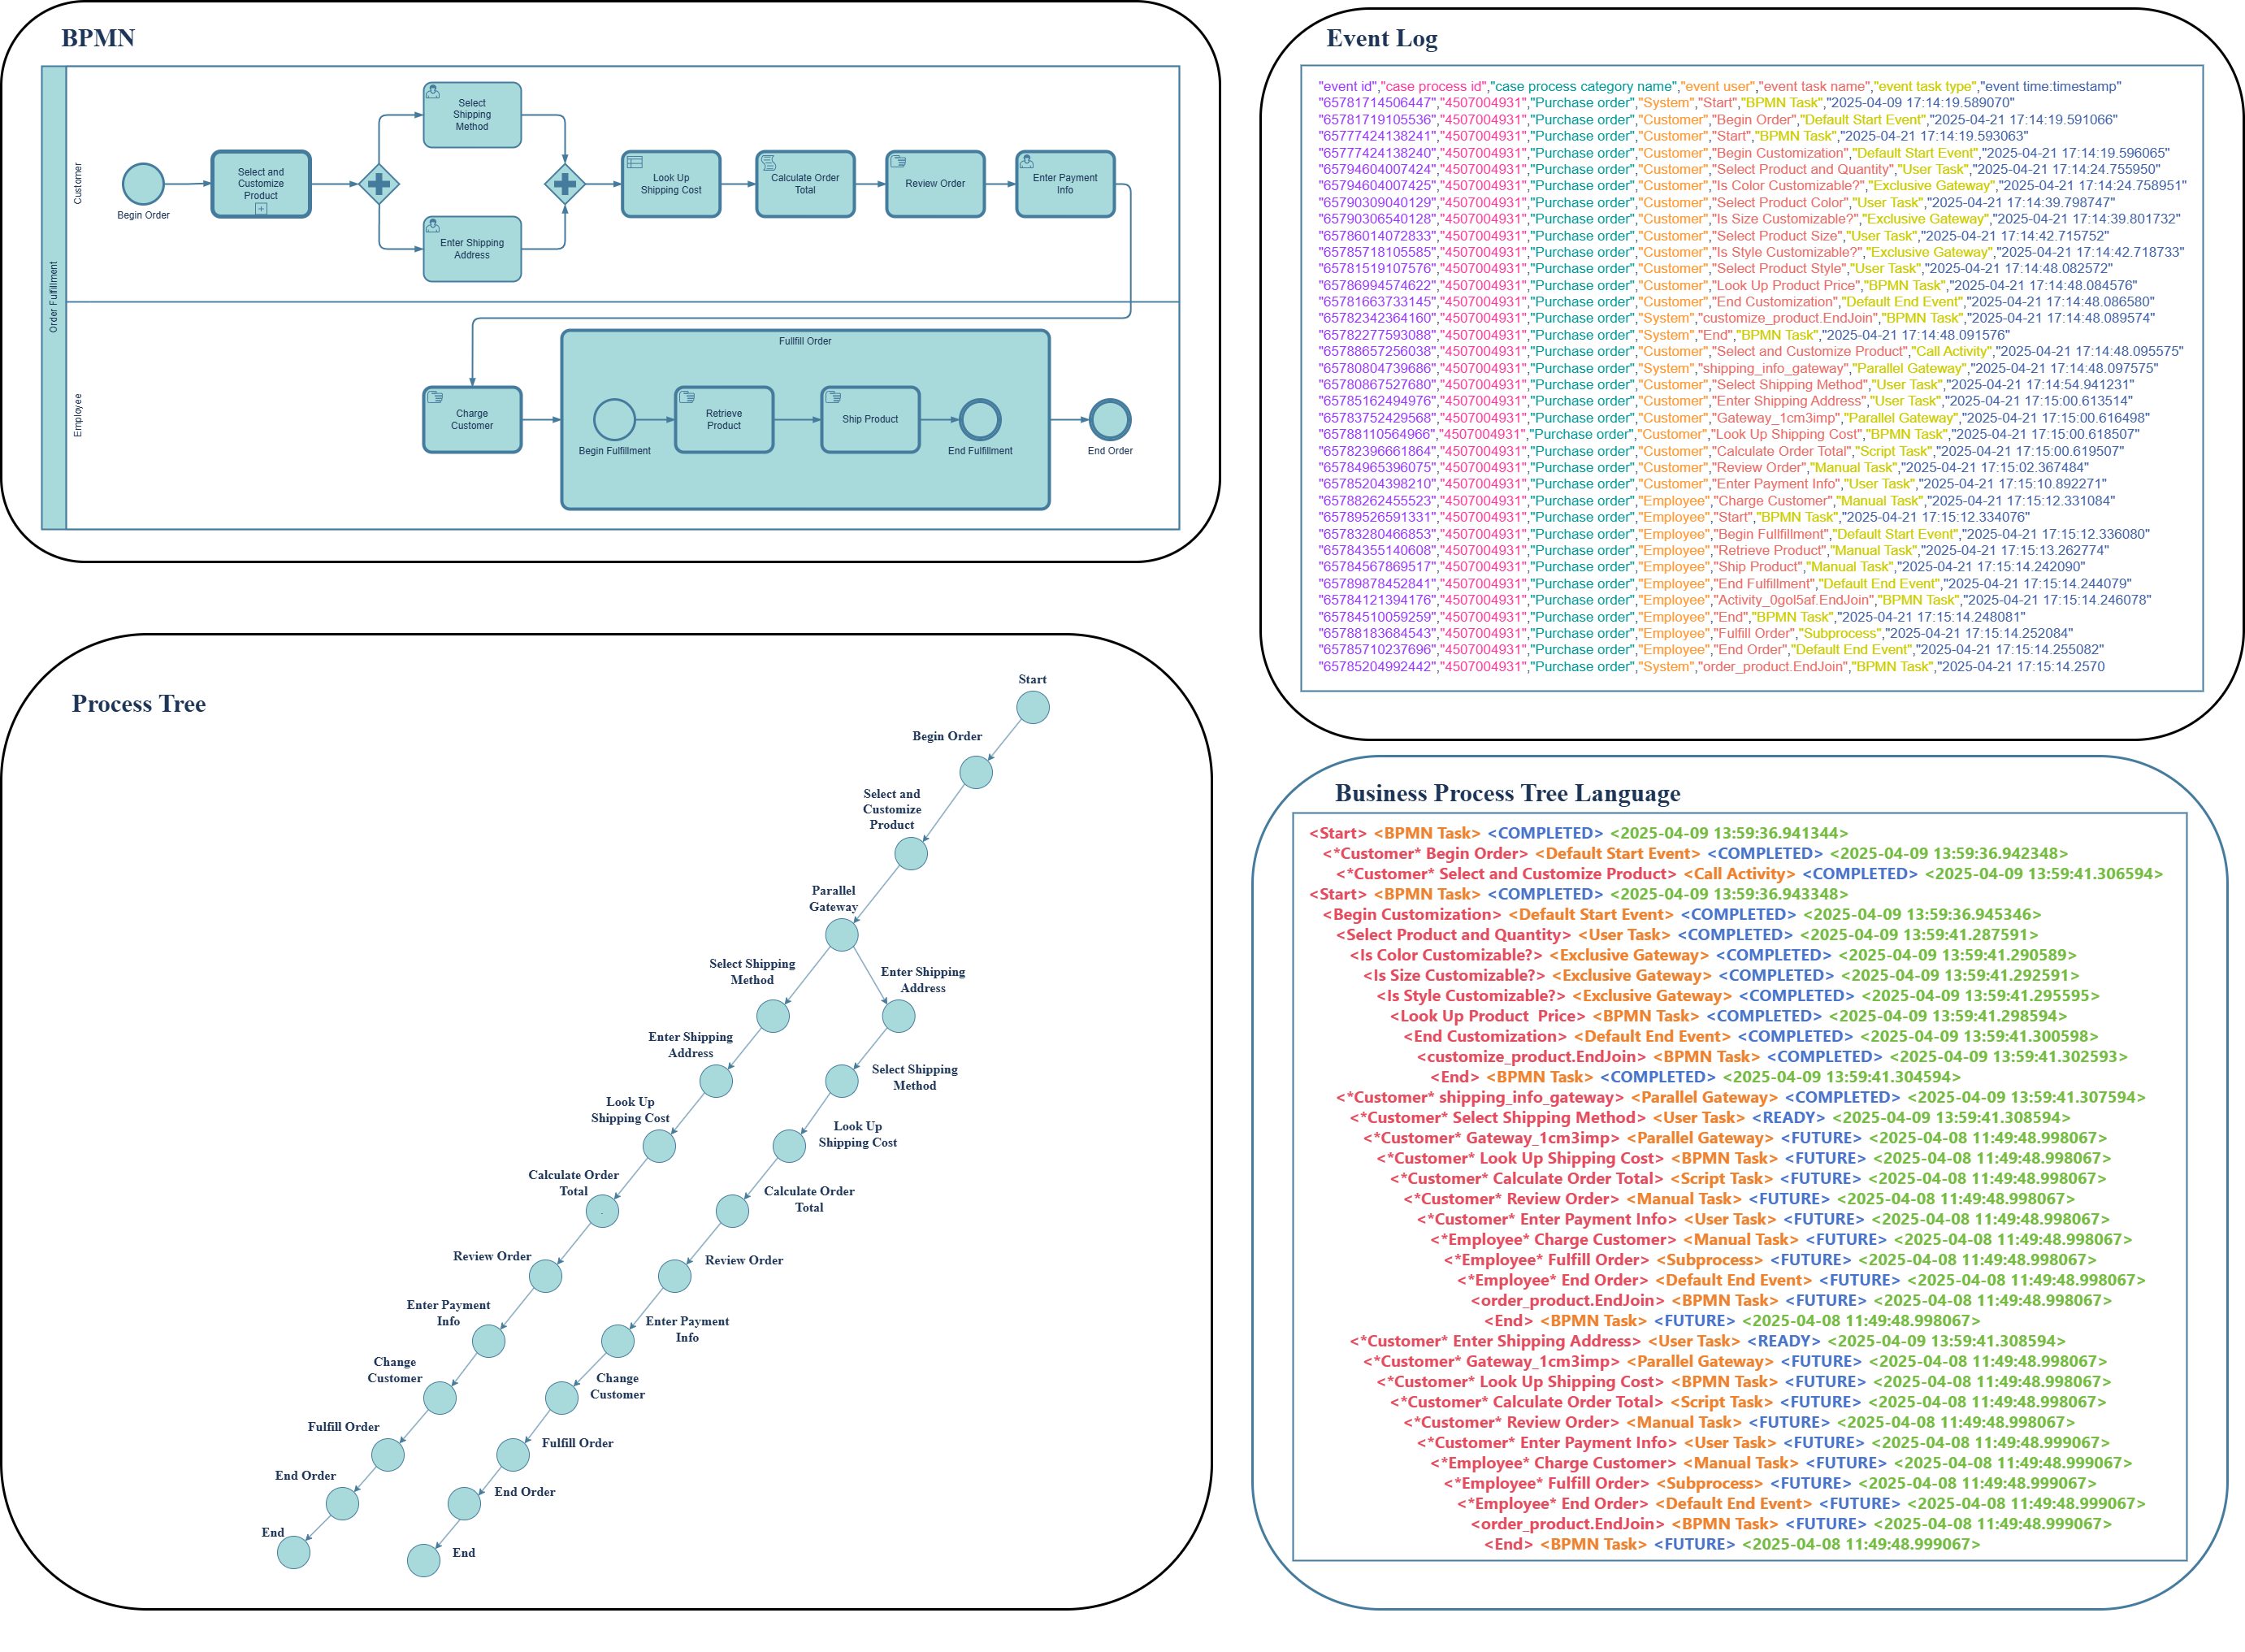 BPMN
Order Fulfillment
Customer
Begin Order
Select and
Customize
Product
Select
Shipping
Method
Enter Shipping
Address
Look Up
Shipping Cost
Calculate Order
Total
Review Order
Enter Payment
Info
Employee
Charge
Customer
Fullfill Order
Begin Fulfillment
Retrieve
Product
Ship Product
End Fulfillment
End Order
Event Log
"event id","case process id","case process category name","event user","event task name","event task type","event time:timestamp"
"65781714506447","4507004931","Purchase order","System","Start","BPMN Task","2025-04-09 17:14:19.589070"
"65781719105536","4507004931","Purchase order","Customer","Begin Order","Default Start Event","2025-04-21 17:14:19.591066"
"65777424138241","4507004931","Purchase order","Customer","Start","BPMN Task","2025-04-21 17:14:19.593063"
"65777424138240","4507004931","Purchase order","Customer","Begin Customization","Default Start Event","2025-04-21 17:14:19.596065"
"65794604007424","4507004931","Purchase order","Customer","Select Product and Quantity","User Task","2025-04-21 17:14:24.755950"
"65794604007425","4507004931","Purchase order","Customer","Is Color Customizable?","Exclusive Gateway","2025-04-21 17:14:24.758951"
"65790309040129","4507004931","Purchase order","Customer","Select Product Color","User Task","2025-04-21 17:14:39.798747"
"65790306540128","4507004931","Purchase order","Customer","Is Size Customizable?","Exclusive Gateway","2025-04-21 17:14:39.801732"
"65786014072833","4507004931","Purchase order","Customer","Select Product Size","User Task","2025-04-21 17:14:42.715752"
"65785718105585","4507004931","Purchase order","Customer","Is Style Customizable?","Exclusive Gateway","2025-04-21 17:14:42.718733"
"65781519107576","4507004931","Purchase order","Customer","Select Product Style","User Task","2025-04-21 17:14:48.082572"
"65786994574622","4507004931","Purchase order","Customer","Look Up Product Price","BPMN Task","2025-04-21 17:14:48.084576"
"65781663733145","4507004931","Purchase order","Customer","End Customization","Default End Event","2025-04-21 17:14:48.086580"
"65782342364160","4507004931","Purchase order","System","customize_product.EndJoin","BPMN Task","2025-04-21 17:14:48.089574"
"65782277593088","4507004931","Purchase order","System","End","BPMN Task","2025-04-21 17:14:48.091576"
"65788657256038","4507004931","Purchase order","Customer","Select and Customize Product","Call Activity","2025-04-21 17:14:48.095575"
"65780804739686","4507004931","Purchase order","System","shipping_info_gateway","Parallel Gateway","2025-04-21 17:14:48.097575"
"65780867527680","4507004931","Purchase order","Customer","Select Shipping Method","User Task","2025-04-21 17:14:54.941231"
"65785162494976","4507004931","Purchase order","Customer","Enter Shipping Address","User Task","2025-04-21 17:15:00.613514"
"65783752429568","4507004931","Purchase order","Customer","Gateway_1cm3imp","Parallel Gateway","2025-04-21 17:15:00.616498"
"65788110564966","4507004931","Purchase order","Customer","Look Up Shipping Cost","BPMN Task","2025-04-21 17:15:00.618507"
"65782396661864","4507004931","Purchase order","Customer","Calculate Order Total","Script Task","2025-04-21 17:15:00.619507"
"65784965396075","4507004931","Purchase order","Customer","Review Order","Manual Task","2025-04-21 17:15:02.367484"
"65785204398210","4507004931","Purchase order","Customer","Enter Payment Info","User Task","2025-04-21 17:15:10.892271"
"65788262455523","4507004931","Purchase order","Employee","Charge Customer","Manual Task","2025-04-21 17:15:12.331084"
"65789526591331","4507004931","Purchase order","Employee","Start","BPMN Task","2025-04-21 17:15:12.334076"
"65783280466853","4507004931","Purchase order","Employee","Begin Fullfillment","Default Start Event","2025-04-21 17:15:12.336080"
"65784355140608","4507004931","Purchase order","Employee","Retrieve Product","Manual Task","2025-04-21 17:15:13.262774"
"65784567869517","4507004931","Purchase order","Employee","Ship Product","Manual Task","2025-04-21 17:15:14.242090"
"65789878452841","4507004931","Purchase order","Employee","End Fulfillment","Default End Event","2025-04-21 17:15:14.244079"
"65784121394176","4507004931","Purchase order","Employee","Activity_0gol5af.EndJoin","BPMN Task","2025-04-21 17:15:14.246078"
"65784510059259","4507004931","Purchase order","Employee","End","BPMN Task","2025-04-21 17:15:14.248081"
"65788183684543","4507004931","Purchase order","Employee","Fulfill Order","Subprocess","2025-04-21 17:15:14.252084"
"65785710237696","4507004931","Purchase order","Employee","End Order","Default End Event","2025-04-21 17:15:14.255082"
"65785204992442","4507004931","Purchase order","System","order_product.EndJoin","BPMN Task","2025-04-21 17:15:14.2570
Process Tree
Start
Begin Order
Select and
Customize
Product
Parallel
Gateway
Select Shipping
Method
Enter Shipping
Address
Enter Shipping
Address
Select Shipping
Method
Look Up
Shipping Cost
Look Up
Shipping Cost
Calculate Order
Total
Calculate Order
Total
Review Order
Review Order
Enter Payment
Info
Enter Payment
Info
Change
Customer
Change
Customer
Fulfill Order
Fulfill Order
End Order
End Order
End
End
Business Process Tree Language
<Start> <BPMN Task> <COMPLETED> <2025-04-09 13:59:36.941344>
<*Customer* Begin Order> <Default Start Event> <COMPLETED> <2025-04-09 13:59:36.942348>
<*Customer* Select and Customize Product> <Call Activity> <COMPLETED> <2025-04-09 13:59:41.306594>
<Start> <BPMN Task> <COMPLETED> <2025-04-09 13:59:36.943348>
<Begin Customization> <Default Start Event> <COMPLETED> <2025-04-09 13:59:36.945346>
<Select Product and Quantity> <User Task> <COMPLETED> <2025-04-09 13:59:41.287591>
<Is Color Customizable?> <Exclusive Gateway> <COMPLETED> <2025-04-09 13:59:41.290589>
<Is Size Customizable?> <Exclusive Gateway> <COMPLETED> <2025-04-09 13:59:41.292591>
<Is Style Customizable?> <Exclusive Gateway> <COMPLETED> <2025-04-09 13:59:41.295595>
<Look Up Product  Price> <BPMN Task> <COMPLETED> <2025-04-09 13:59:41.298594>
<End Customization> <Default End Event> <COMPLETED> <2025-04-09 13:59:41.300598>
<customize_product.EndJoin> <BPMN Task> <COMPLETED> <2025-04-09 13:59:41.302593>
<End> <BPMN Task> <COMPLETED> <2025-04-09 13:59:41.304594>
<*Customer* shipping_info_gateway> <Parallel Gateway> <COMPLETED> <2025-04-09 13:59:41.307594>
<*Customer* Select Shipping Method> <User Task> <READY> <2025-04-09 13:59:41.308594>
<*Customer* Gateway_1cm3imp> <Parallel Gateway> <FUTURE> <2025-04-08 11:49:48.998067>
<*Customer* Look Up Shipping Cost> <BPMN Task> <FUTURE> <2025-04-08 11:49:48.998067>
<*Customer* Calculate Order Total> <Script Task> <FUTURE> <2025-04-08 11:49:48.998067>
<*Customer* Review Order> <Manual Task> <FUTURE> <2025-04-08 11:49:48.998067>
<*Customer* Enter Payment Info> <User Task> <FUTURE> <2025-04-08 11:49:48.998067>
<*Employee* Charge Customer> <Manual Task> <FUTURE> <2025-04-08 11:49:48.998067>
<*Employee* Fulfill Order> <Subprocess> <FUTURE> <2025-04-08 11:49:48.998067>
<*Employee* End Order> <Default End Event> <FUTURE> <2025-04-08 11:49:48.998067>
<order_product.EndJoin> <BPMN Task> <FUTURE> <2025-04-08 11:49:48.998067>
<End> <BPMN Task> <FUTURE> <2025-04-08 11:49:48.998067>
<*Customer* Enter Shipping Address> <User Task> <READY> <2025-04-09 13:59:41.308594>
<*Customer* Gateway_1cm3imp> <Parallel Gateway> <FUTURE> <2025-04-08 11:49:48.998067>
<*Customer* Look Up Shipping Cost> <BPMN Task> <FUTURE> <2025-04-08 11:49:48.998067>
<*Customer* Calculate Order Total> <Script Task> <FUTURE> <2025-04-08 11:49:48.998067>
<*Customer* Review Order> <Manual Task> <FUTURE> <2025-04-08 11:49:48.998067>
<*Customer* Enter Payment Info> <User Task> <FUTURE> <2025-04-08 11:49:48.999067>
<*Employee* Charge Customer> <Manual Task> <FUTURE> <2025-04-08 11:49:48.999067>
<*Employee* Fulfill Order> <Subprocess> <FUTURE> <2025-04-08 11:49:48.999067>
<*Employee* End Order> <Default End Event> <FUTURE> <2025-04-08 11:49:48.999067>
<order_product.EndJoin> <BPMN Task> <FUTURE> <2025-04-08 11:49:48.999067>
<End> <BPMN Task> <FUTURE> <2025-04-08 11:49:48.999067>